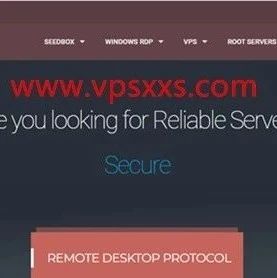 SEEDBOX WINDOWS RDP VPS ROOT SERVERS
www.vpsxxs.com
e you looking for Reliable Serve
Secure
REMOTE DESKTOP PROTOCOL